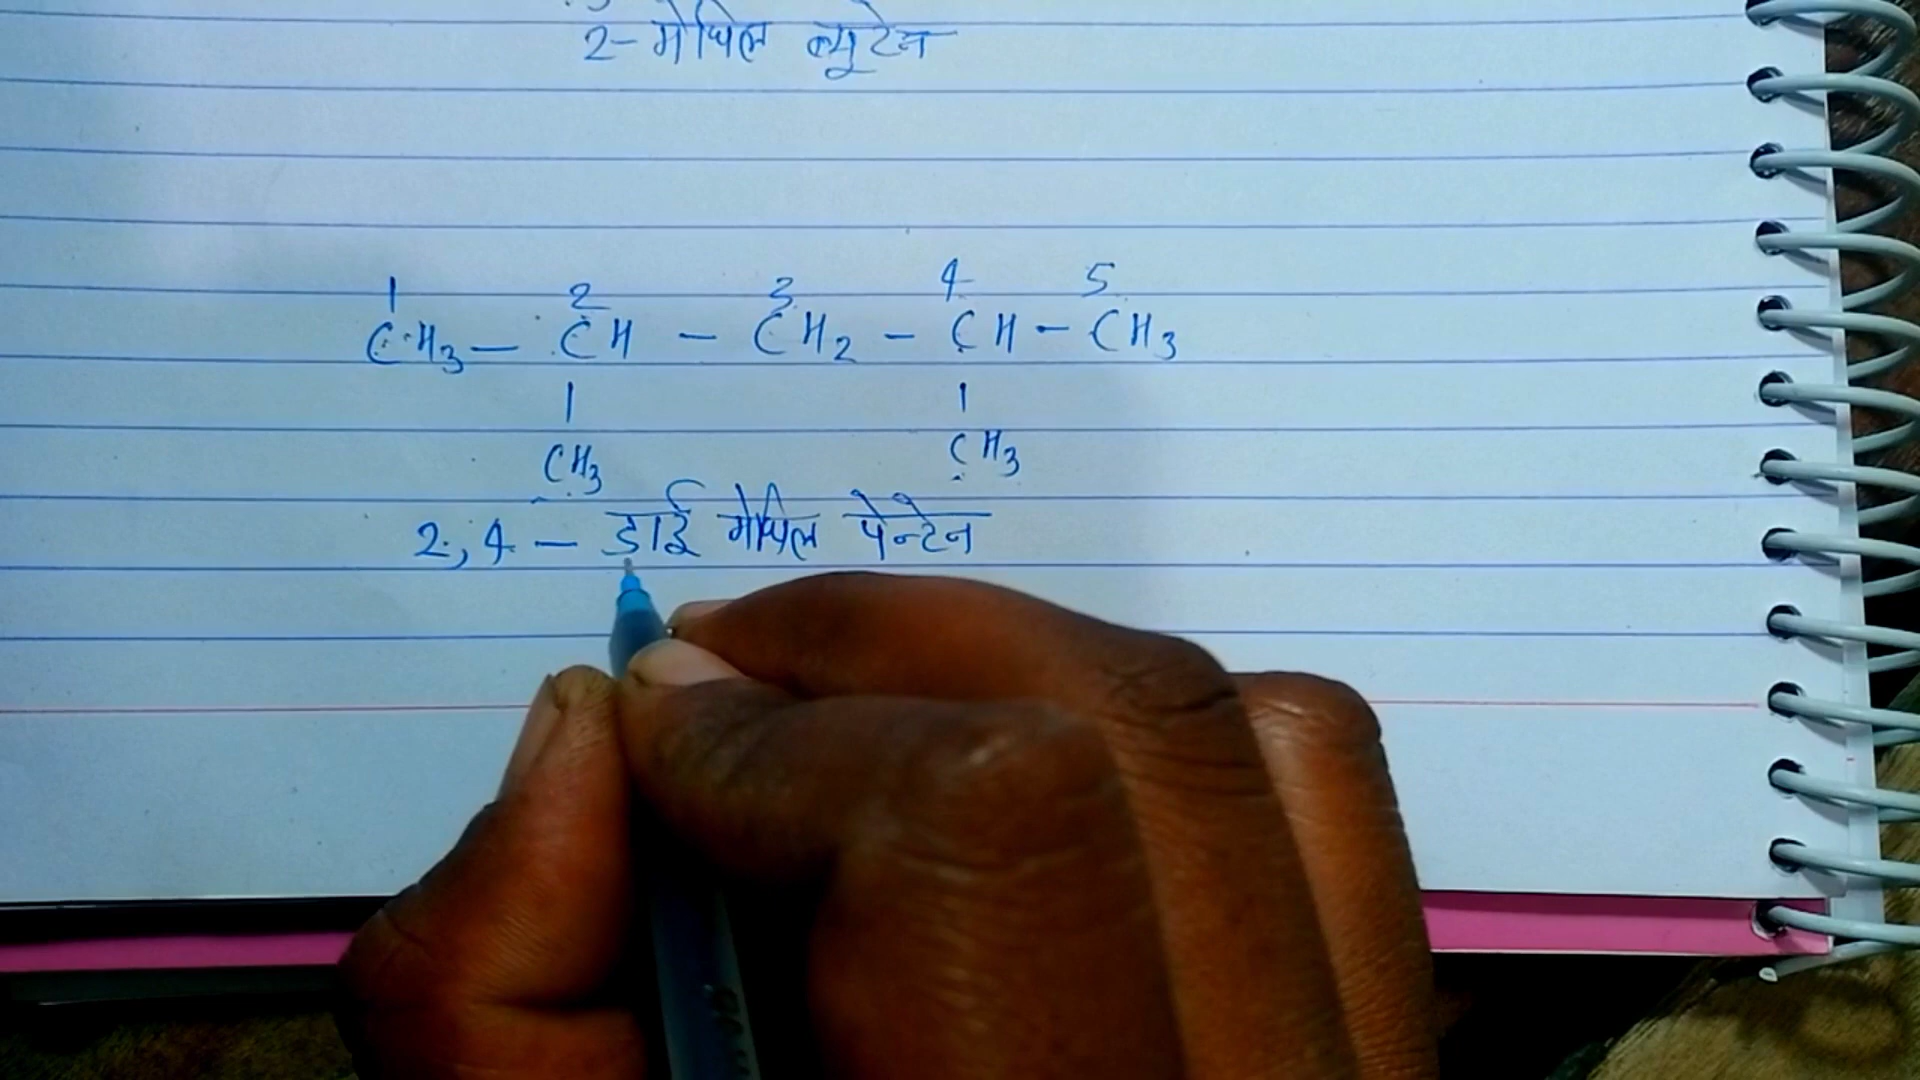 2- मेथिल ब्यूटेन
1 2 3 4 5
CH3 - CH - CH2 - CH - CH3
| |
CH3 CH3
2, 4 - डाई मेथिल पेन्टेन